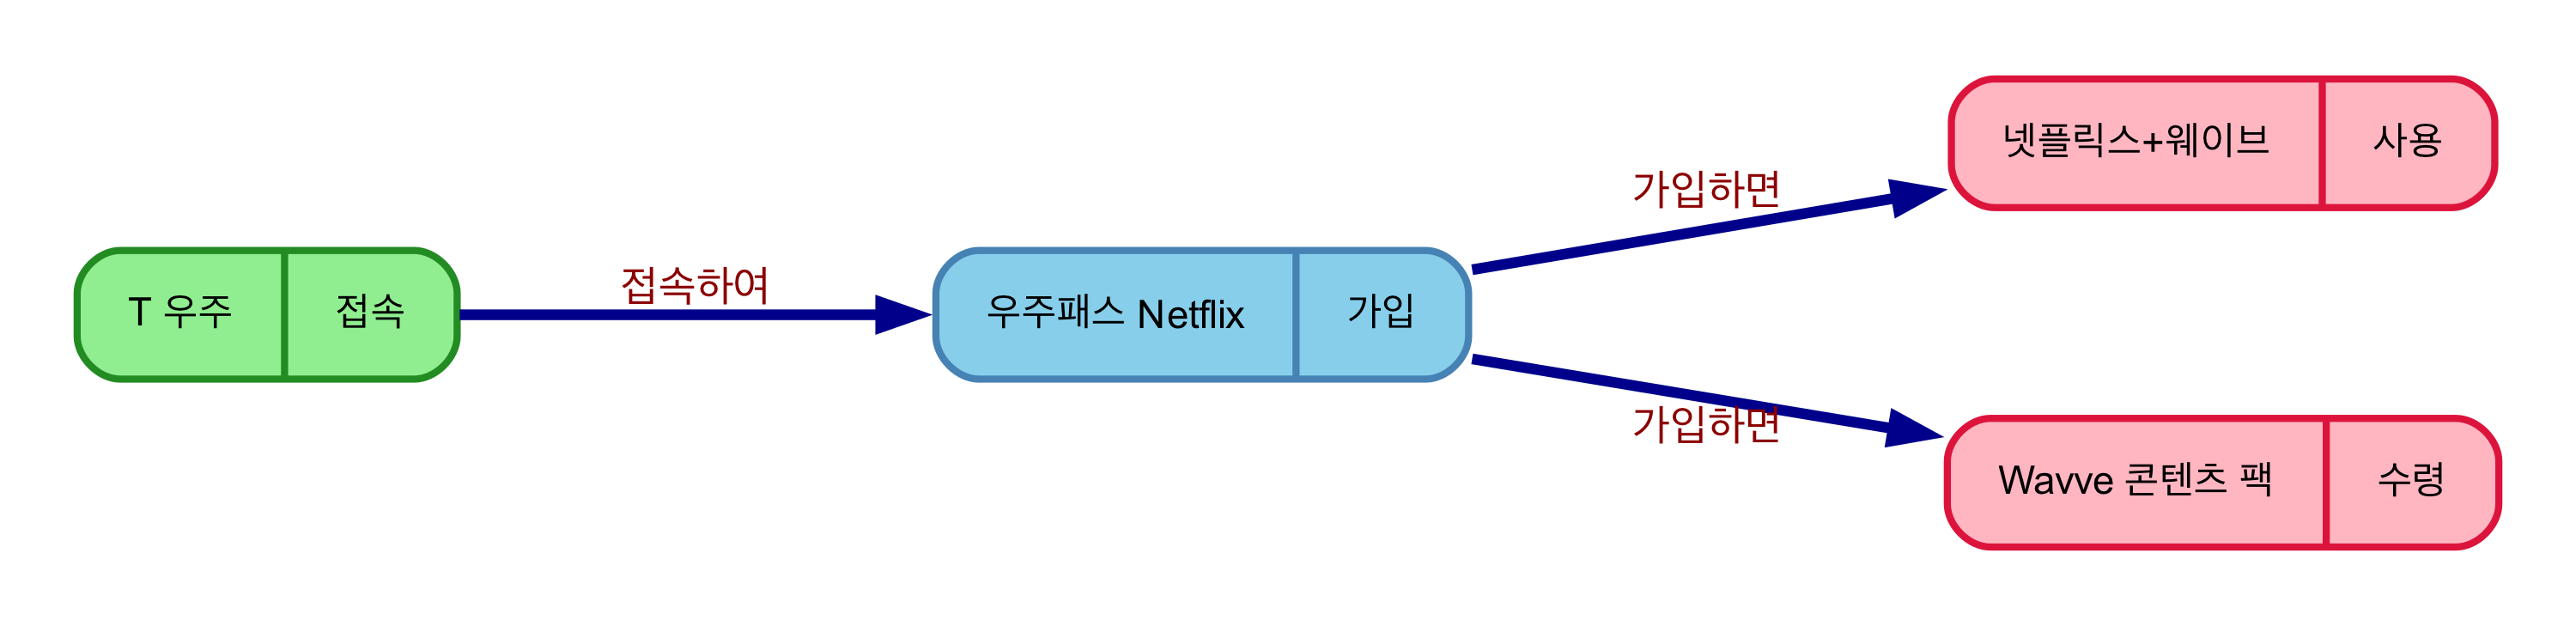 T 우주 접속
접속하여
우주패스 Netflix 가입
가입하면
넷플릭스+웨이브 사용
가입하면
Wavve 콘텐츠 팩 수령